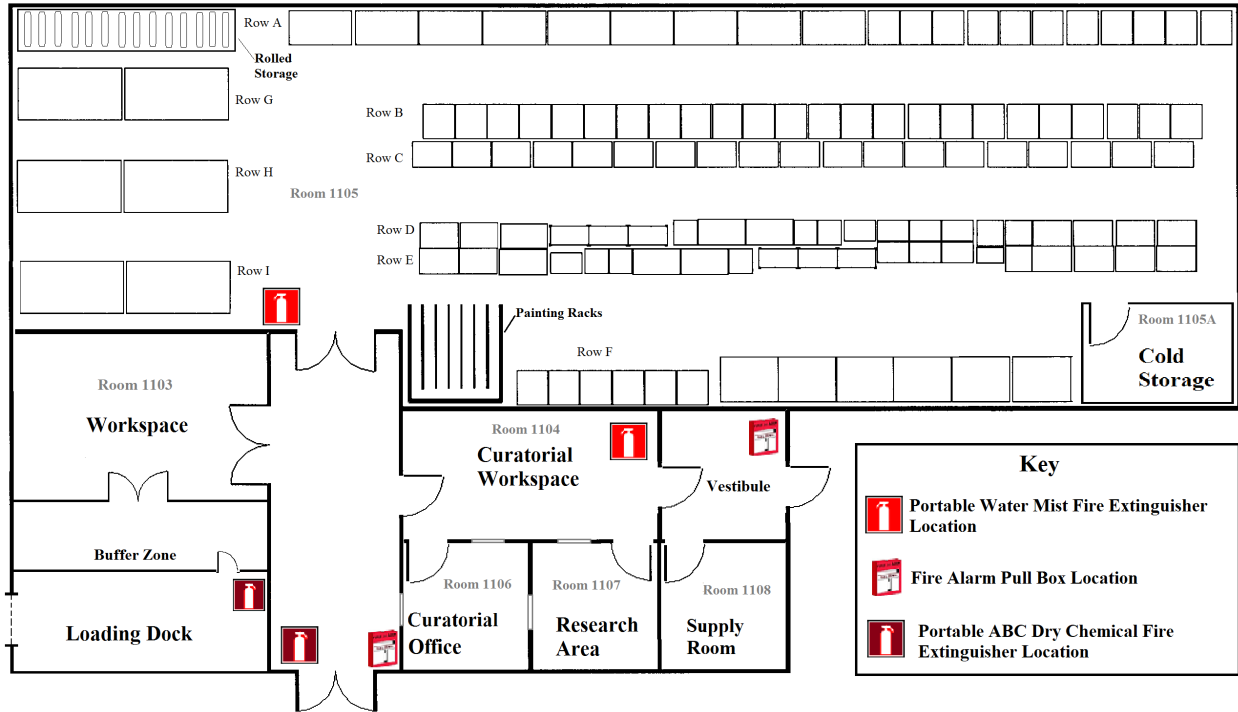 Row A
Rolled
Storage
Row G
Row B
Row C
Row H
Room 1105
Row D
Row E
Row I
Painting Racks
Room 1105A
Cold
Storage
Row F
Room 1103
Workspace
Room 1104
Curatorial
Workspace
Vestibule
Buffer Zone
Loading Dock
Room 1106
Curatorial
Office
Room 1107
Research
Area
Room 1108
Supply
Room
Key
Portable Water Mist Fire Extinguisher
Location
Fire Alarm Pull Box Location
Portable ABC Dry Chemical Fire
Extinguisher Location